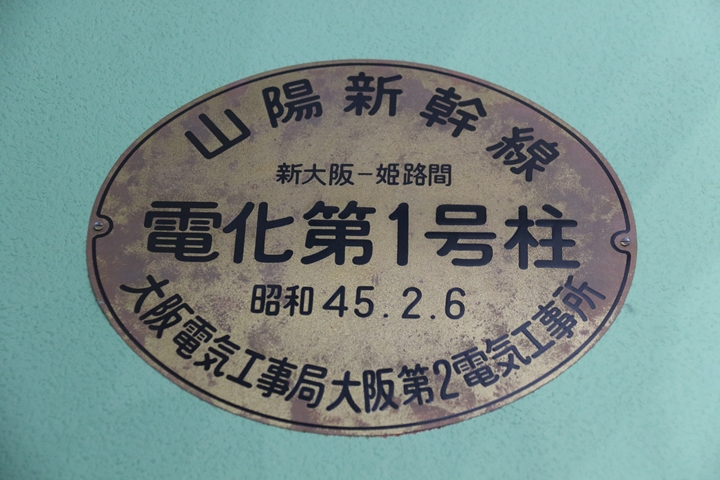 山陽新幹線
新大阪－姫路間
電化第1号柱
昭和45.2.6
大阪電気工事局大阪第2電気工事所